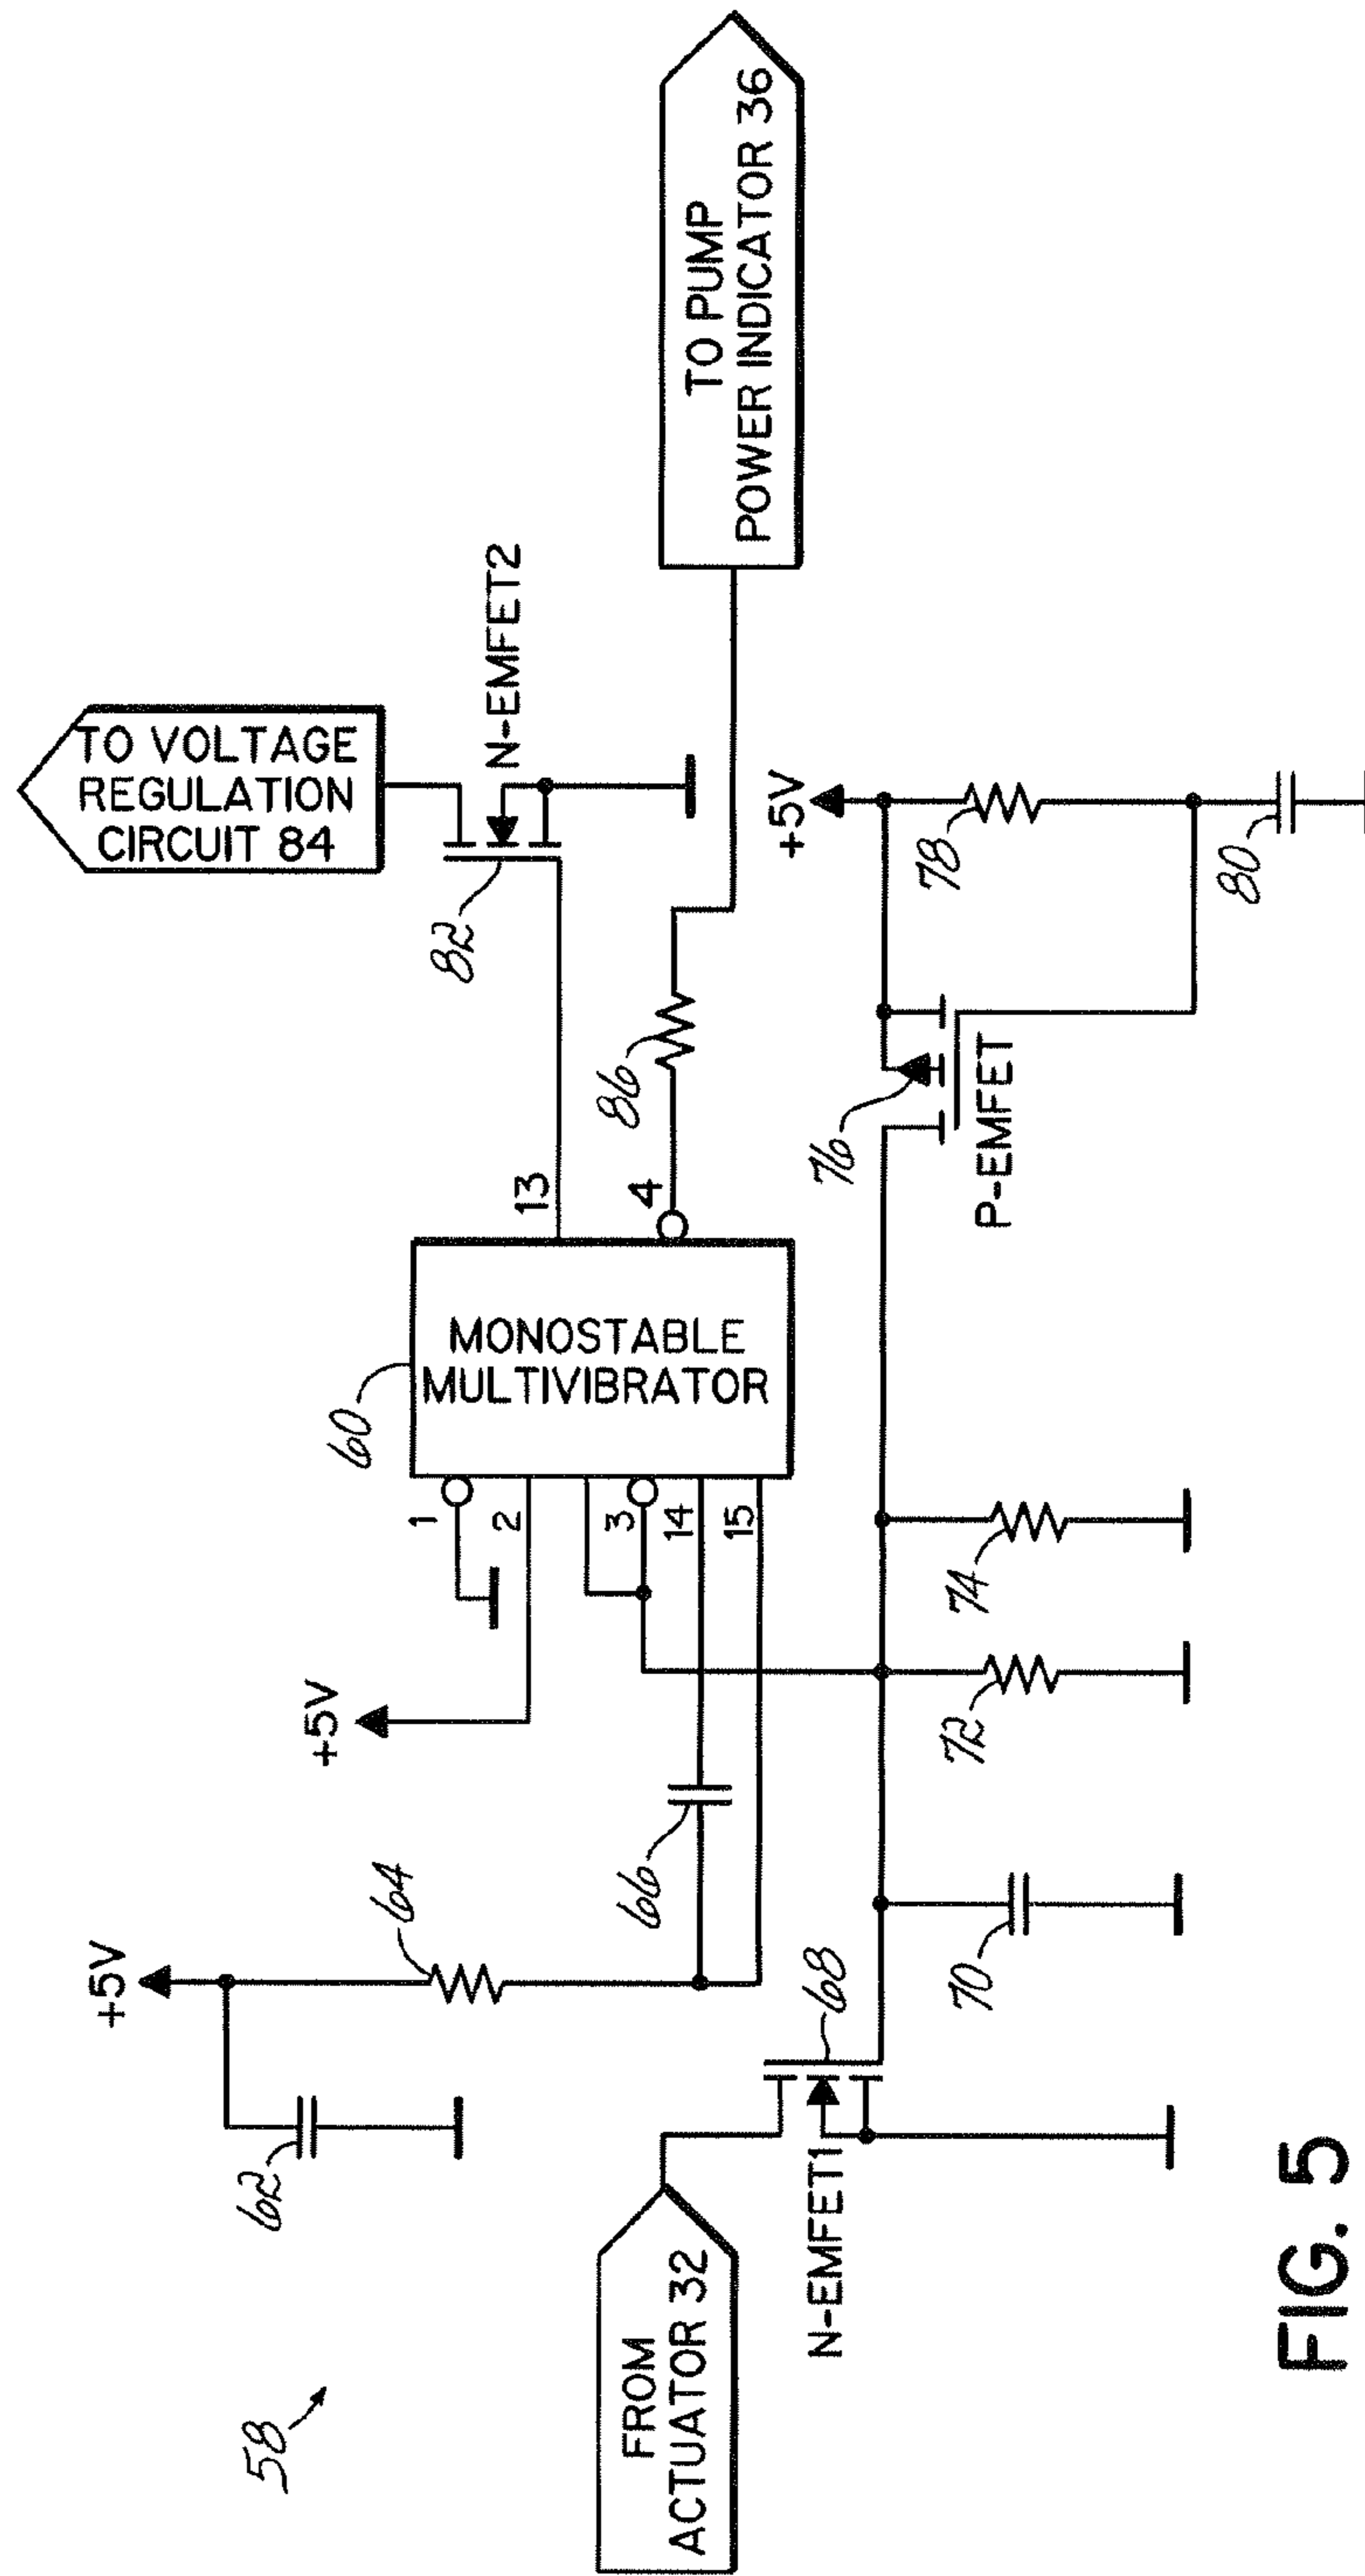 58
FROM
ACTUATOR 32
N-EMFET1
68
62
+5V
64
66
+5V
1
2
3
14
15
60
MONOSTABLE
MULTIVIBRATOR
13
4
82
N-EMFET2
TO VOLTAGE
REGULATION
CIRCUIT 84
86
TO PUMP
POWER INDICATOR 36
70
72
74
76
P-EMFET
+5V
78
80
FIG. 5